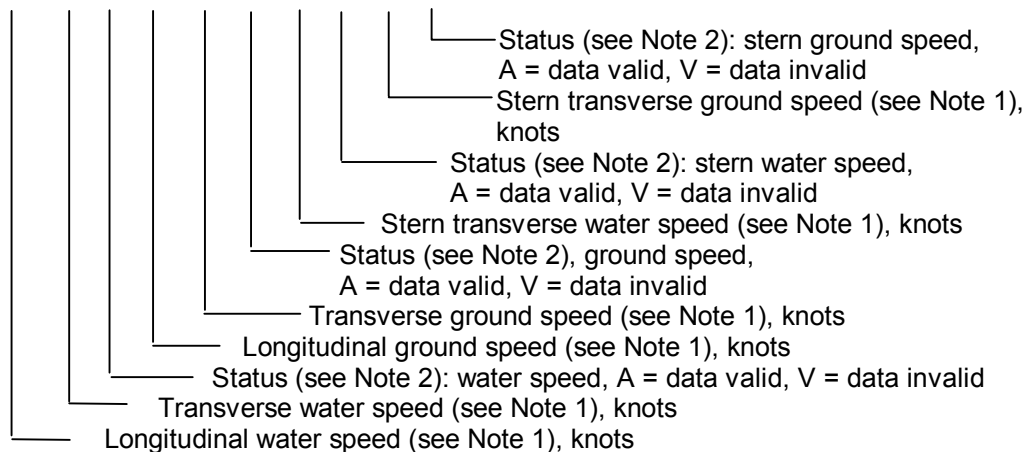 Status (see Note 2): stern ground speed,
A = data valid, V = data invalid
Stern transverse ground speed (see Note 1),
knots
Status (see Note 2): stern water speed,
A = data valid, V = data invalid
Stern transverse water speed (see Note 1), knots
Status (see Note 2), ground speed,
A = data valid, V = data invalid
Transverse ground speed (see Note 1), knots
Longitudinal ground speed (see Note 1), knots
Status (see Note 2): water speed, A = data valid, V = data invalid
Transverse water speed (see Note 1), knots
Longitudinal water speed (see Note 1), knots